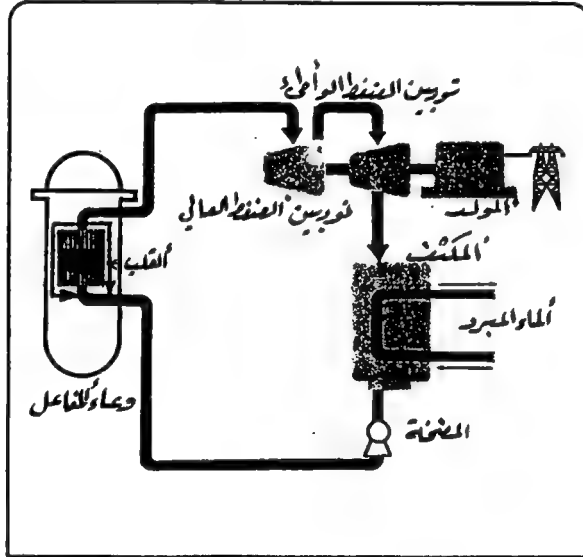 توربين الضغط الواطئ
توربين الضغط العالي
المولد
المكثف
القلب
الماء المبرد
وعاء المفاعل
المضخة